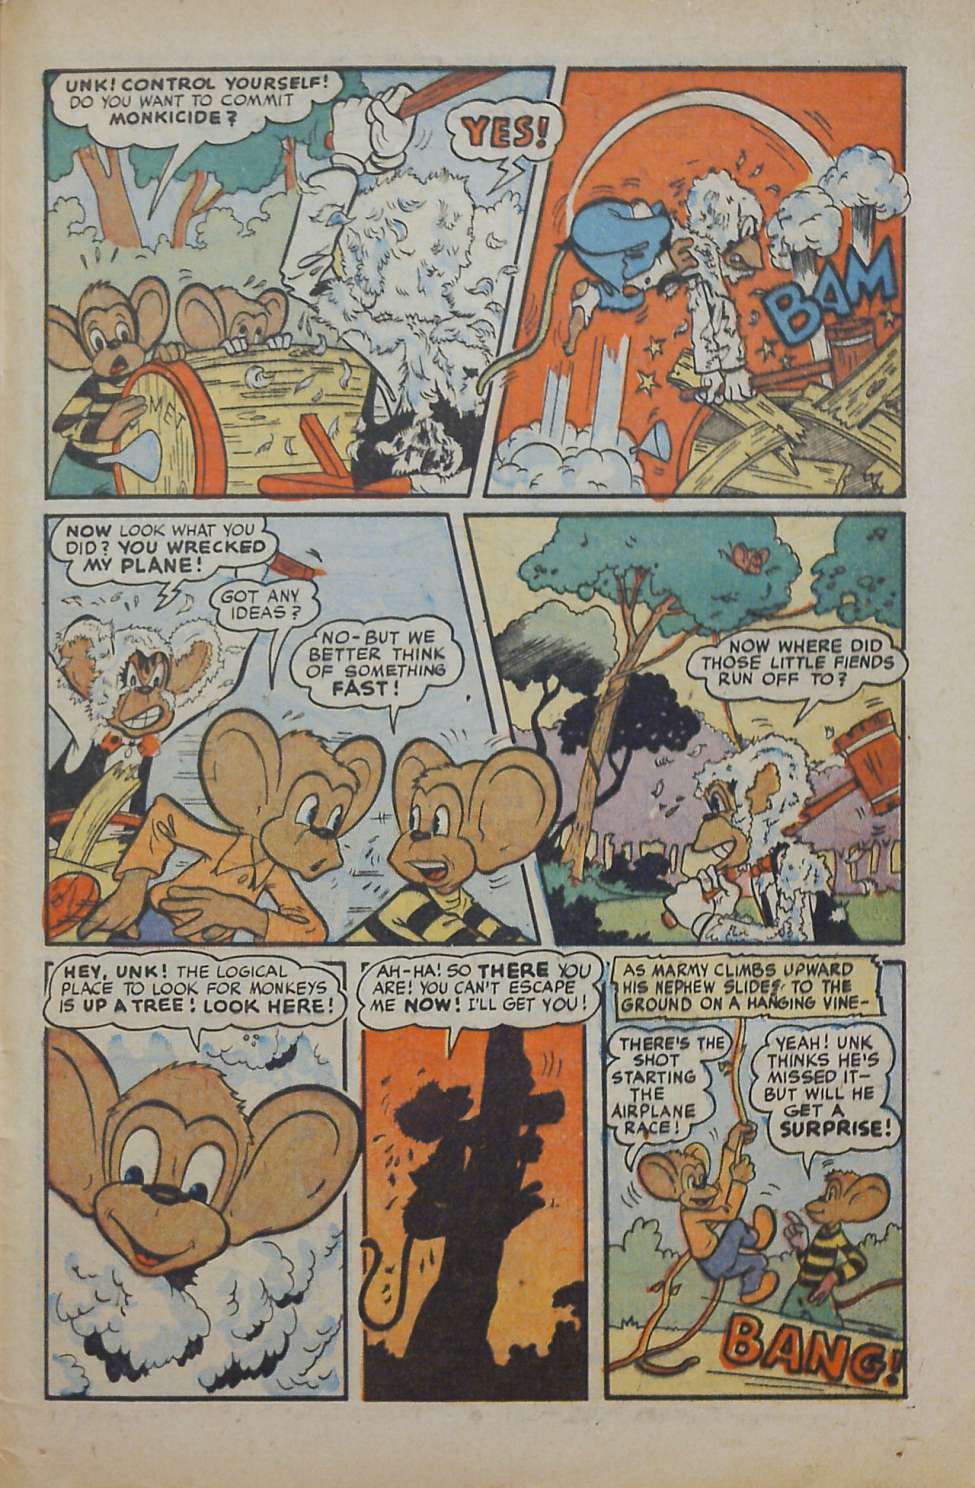 UNK! CONTROL YOURSELF!
DO YOU WANT TO COMMIT
MONKICIDE?
YES!
MET
BAM
NOW LOOK WHAT YOU
DID? YOU WRECKED
MY PLANE!
GOT ANY
IDEAS?
NO-BUT WE
BETTER THINK
OF SOMETHING
FAST!
NOW WHERE DID
THOSE LITTLE FIENDS
RUN OFF TO?
HEY, UNK! THE LOGICAL
PLACE TO LOOK FOR MONKEYS
IS UP A TREE! LOOK HERE!
AH-HA! SO THERE YOU
ARE! YOU CAN'T ESCAPE
ME NOW! I'LL GET YOU!
AS MARMY CLIMBS UPWARD
HIS NEPHEW SLIDES TO THE
GROUND ON A HANGING VINE-
THERE'S THE
SHOT
STARTING
THE
AIRPLANE
RACE!
YEAH! UNK
THINKS HE'S
MISSED IT-
BUT WILL HE
GET A
SURPRISE!
BANG!